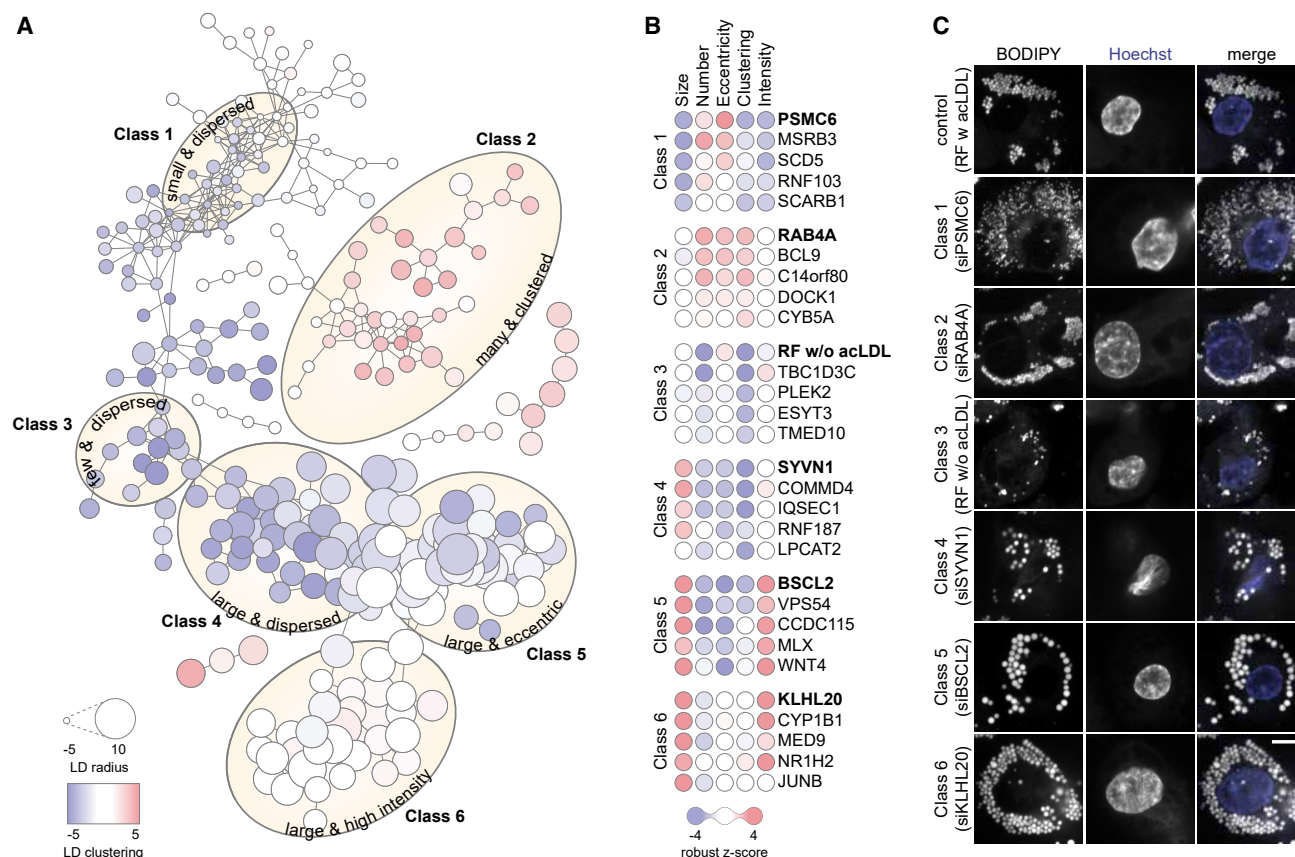 A
Class 1
small & dispersed
Class 2
many & clustered
Class 3
few & dispersed
Class 4
large & dispersed
large & eccentric
Class 5
large & high intensity
Class 6
-5 10
LD radius
-5 5
LD clustering
B
Size
Number
Eccentricity
Clustering
Intensity
Class 1
PSMC6
MSRB3
SCD5
RNF103
SCARB1
Class 2
RAB4A
BCL9
C14orf80
DOCK1
CYB5A
Class 3
RF w/o acLDL
TBC1D3C
PLEK2
ESYT3
TMED10
Class 4
SYVN1
COMMD4
IQSEC1
RNF187
LPCAT2
Class 5
BSCL2
VPS54
CCDC115
MLX
WNT4
Class 6
KLHL20
CYP1B1
MED9
NR1H2
JUNB
-4 4
robust z-score
C
BODIPY Hoechst merge
control
(RF w acLDL)
Class 1
(siPSMC6)
Class 2
(siRAB4A)
Class 3
(RF w/o acLDL)
Class 4
(siSYVN1)
Class 5
(siBSCL2)
Class 6
(siKLHL20)